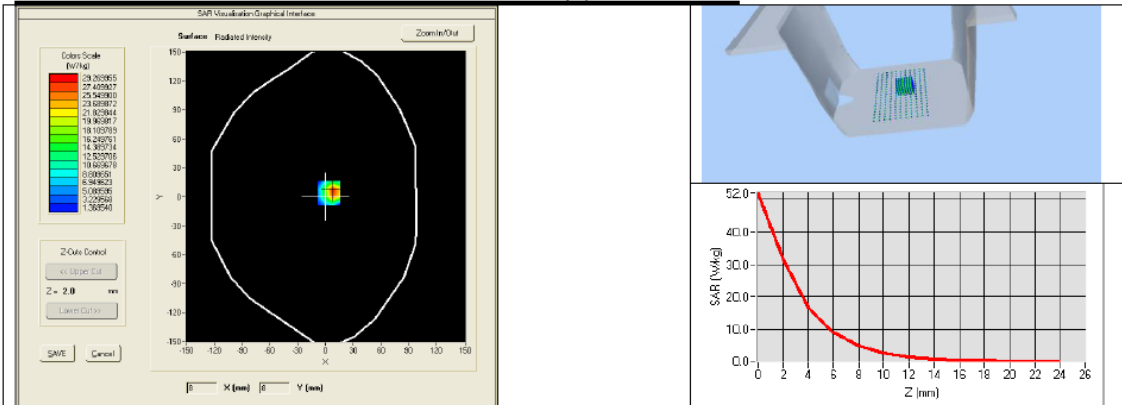 SAR Visualisation Graphical Interface
Surface Radiated Intensity
Zoom In/Out
Colors Scale
(W/kg)
29.269955
27.409927
25.549900
23.689872
21.829844
19.969817
18.109789
16.249761
14.389734
12.529706
10.669678
8.809651
6.949623
5.089595
3.229568
1.369540
Z-Cuts Control
<< Upper Cut
Z = 2.0 mm
Lower Cut >>
SAVE Cancel
150
120
90
60
30
0
-30
-60
-90
-120
-150
Y
-150 -120 -90 -60 -30 0 30 60 90 120 150
X
X (mm) Y (mm)
52.0
40.0
30.0
20.0
10.0
0.0
SAR (W/kg)
0 2 4 6 8 10 12 14 16 18 20 22 24 26
Z (mm)